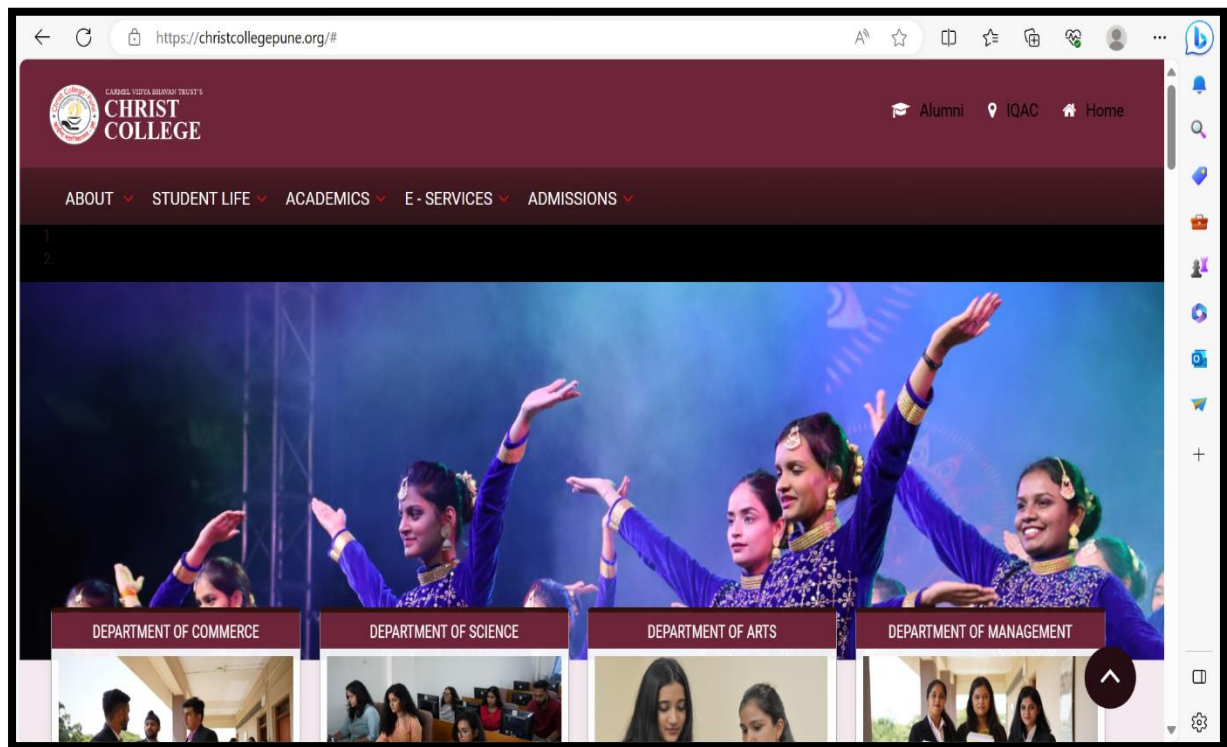 https://christcollegepune.org/#
CARMEL VIDYA BHAVAN TRUST'S
CHRIST
COLLEGE
Alumni IQAC Home
ABOUT STUDENT LIFE ACADEMICS E - SERVICES ADMISSIONS
1.
2.
DEPARTMENT OF COMMERCE DEPARTMENT OF SCIENCE DEPARTMENT OF ARTS DEPARTMENT OF MANAGEMENT